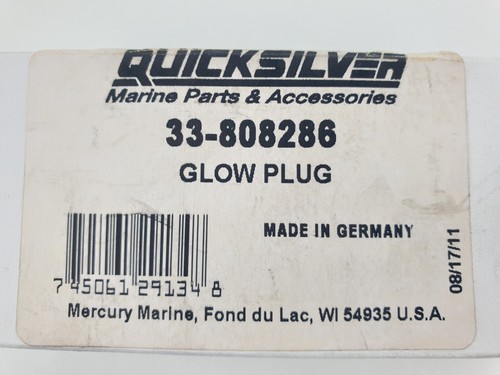 QUICKSILVER
Marine Parts & Accessories
33-808286
GLOW PLUG
MADE IN GERMANY
7 45061 29134 8
08/17/11
Mercury Marine, Fond du Lac, WI 54935 U.S.A.